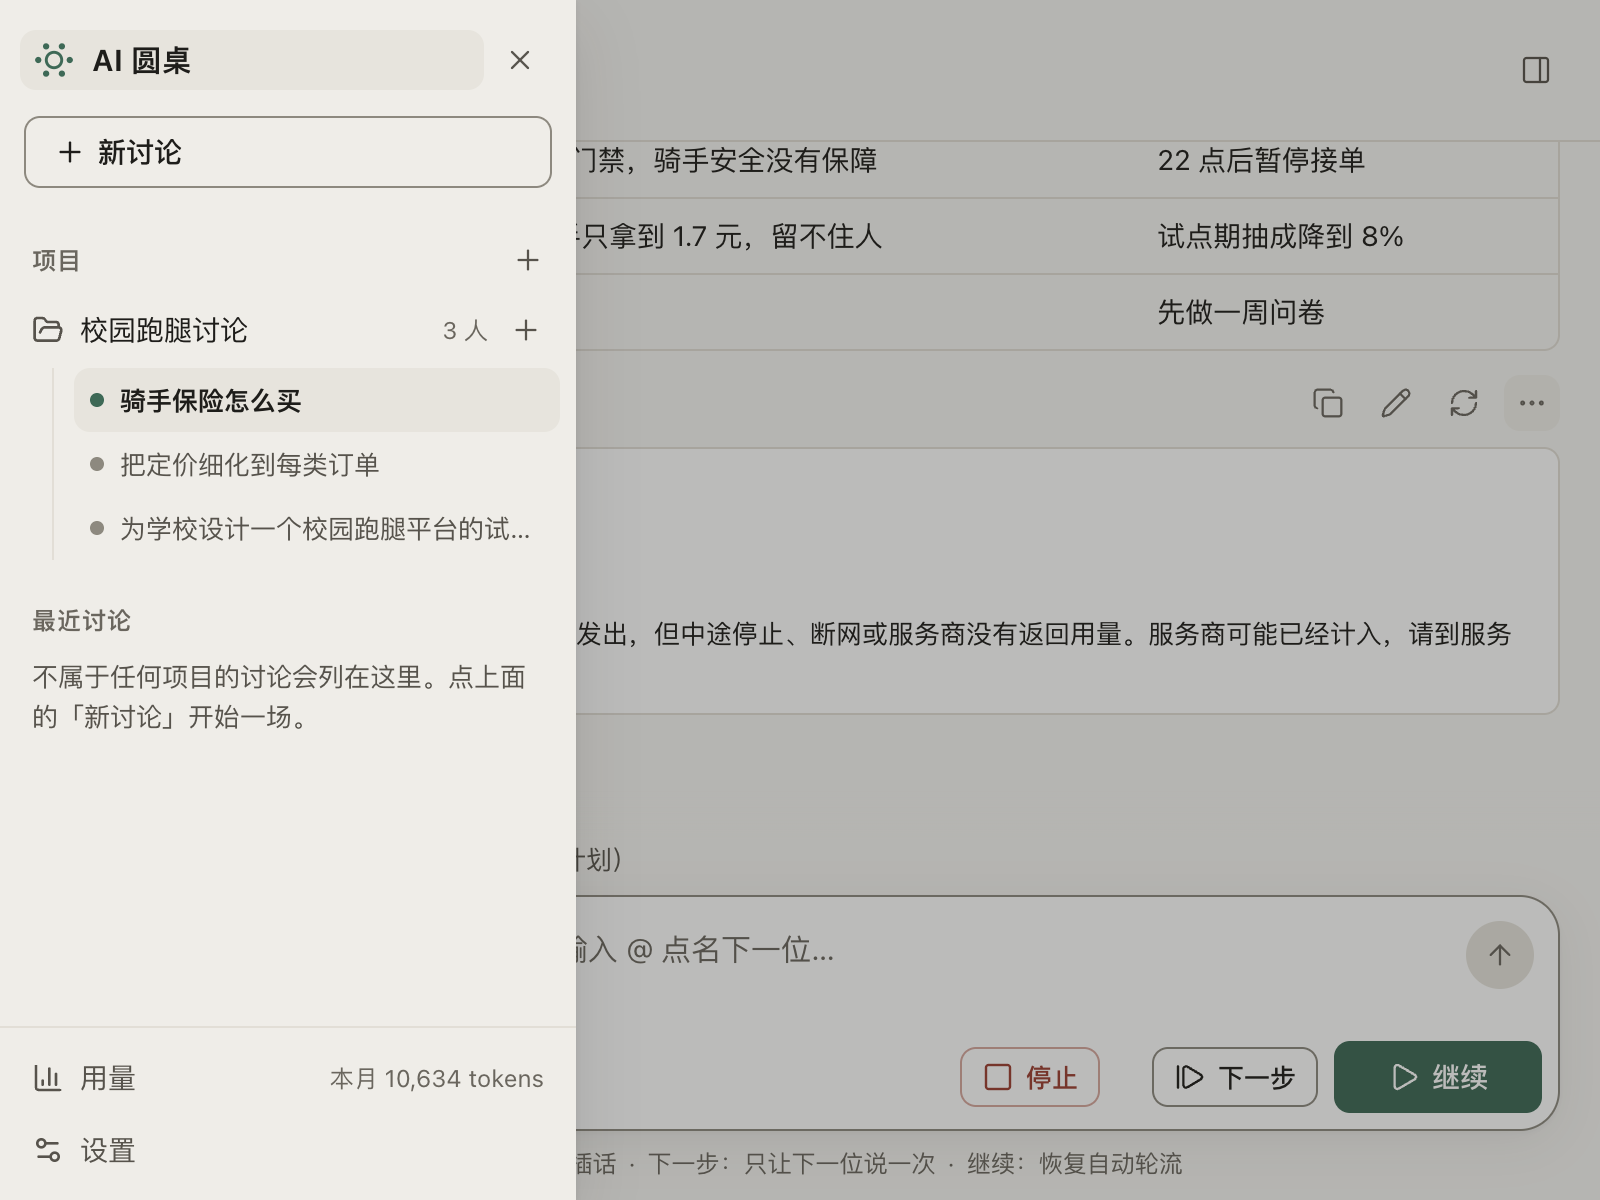 AI 圆桌
新讨论
项目
校园跑腿讨论 3 人
骑手保险怎么买
把定价细化到每类订单
为学校设计一个校园跑腿平台的试...
最近讨论
不属于任何项目的讨论会列在这里。点上面
的「新讨论」开始一场。
用量 本月 10,634 tokens
设置
门禁，骑手安全没有保障 22 点后暂停接单
只拿到 1.7 元，留不住人 试点期抽成降到 8%
先做一周问卷
发出，但中途停止、断网或服务商没有返回用量。服务商可能已经计入，请到服务
划）
输入 @ 点名下一位...
停止 下一步 继续
插话 · 下一步：只让下一位说一次 · 继续：恢复自动轮流